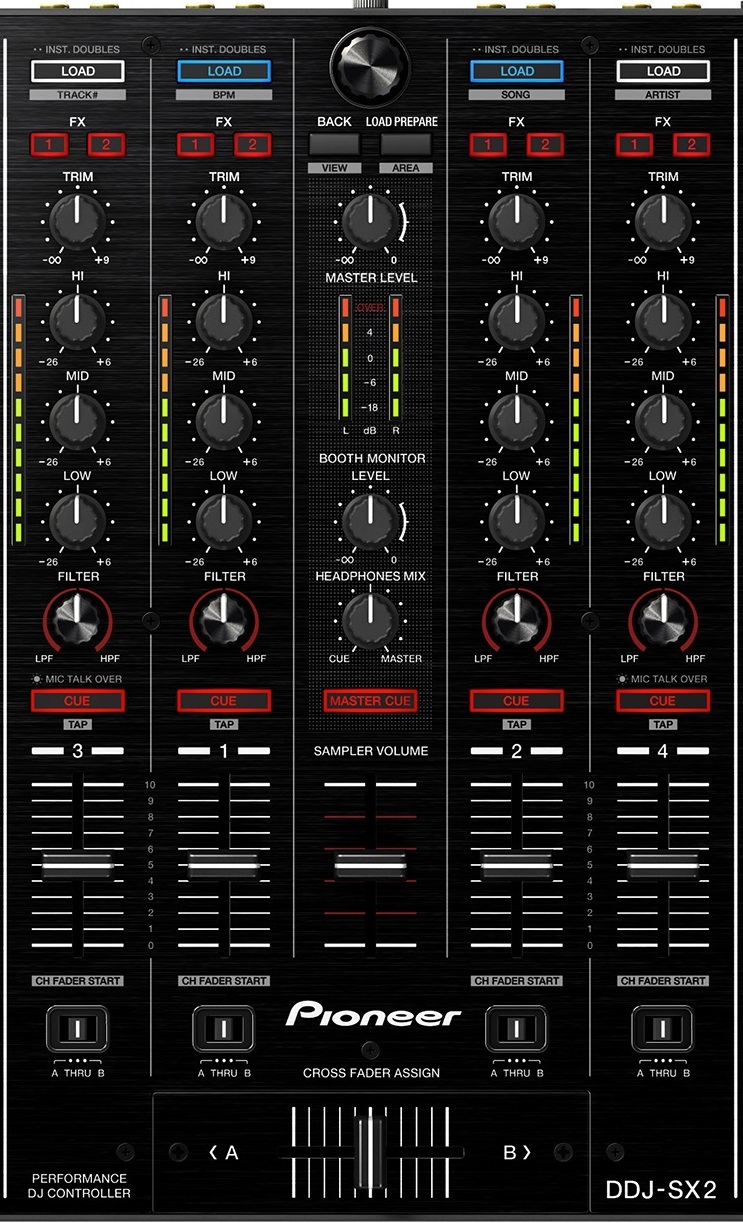 ·· INST. DOUBLES ·· INST. DOUBLES ·· INST. DOUBLES ·· INST. DOUBLES
LOAD LOAD LOAD LOAD
TRACK# BPM SONG ARTIST
FX FX BACK LOAD PREPARE FX FX
1 2 1 2 1 2 1 2
VIEW AREA
TRIM TRIM TRIM TRIM
-∞ +9 -∞ +9 -∞ 0 -∞ +9 -∞ +9
HI HI MASTER LEVEL HI HI
OVER
4
0
-26 +6 -26 +6 -26 +6 -26 +6
MID MID -6 MID MID
-18
L dB R
-26 +6 -26 +6 BOOTH MONITOR -26 +6 -26 +6
LOW LOW LEVEL LOW LOW
-26 +6 -26 +6 -∞ 0 -26 +6 -26 +6
FILTER FILTER HEADPHONES MIX FILTER FILTER
LPF HPF LPF HPF CUE MASTER LPF HPF LPF HPF
MIC TALK OVER MIC TALK OVER
CUE CUE MASTER CUE CUE CUE
TAP TAP TAP TAP
3 1 SAMPLER VOLUME 2 4
10 10
9 9
8 8
7 7
6 6
5 5
4 4
3 3
2 2
1 1
0 0
CH FADER START CH FADER START CH FADER START CH FADER START
Pioneer
A THRU B A THRU B CROSS FADER ASSIGN A THRU B A THRU B
‹ A B ›
PERFORMANCE
DJ CONTROLLER DDJ-SX2